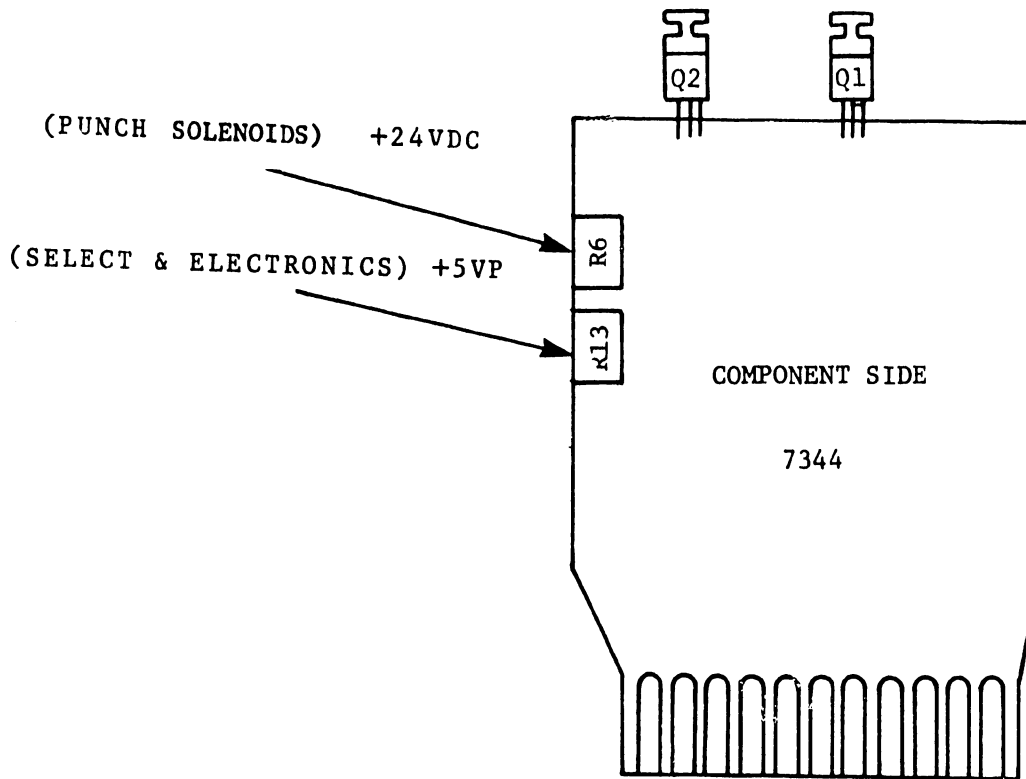 Q2
Q1
(PUNCH SOLENOIDS) +24VDC
R6
(SELECT & ELECTRONICS) +5VP
R13
COMPONENT SIDE
7344